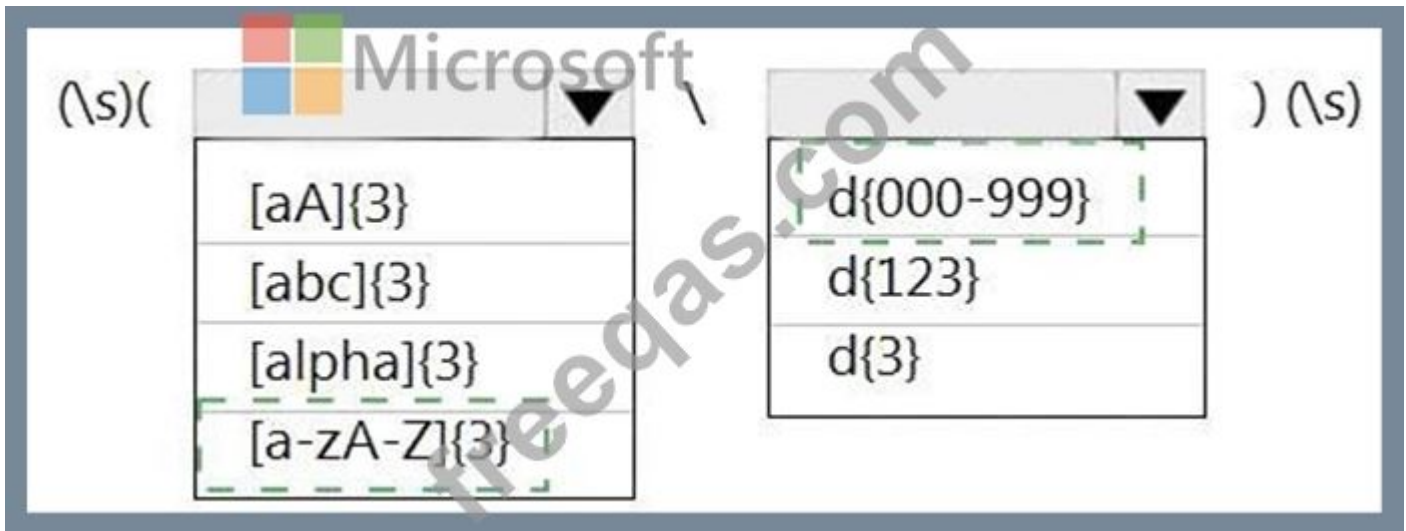 Microsoft
(\s)( \ ) (\s)
[aA]{3} d{000-999}
[abc]{3} d{123}
[alpha]{3} d{3}
[a-zA-Z]{3}
freeqas.com